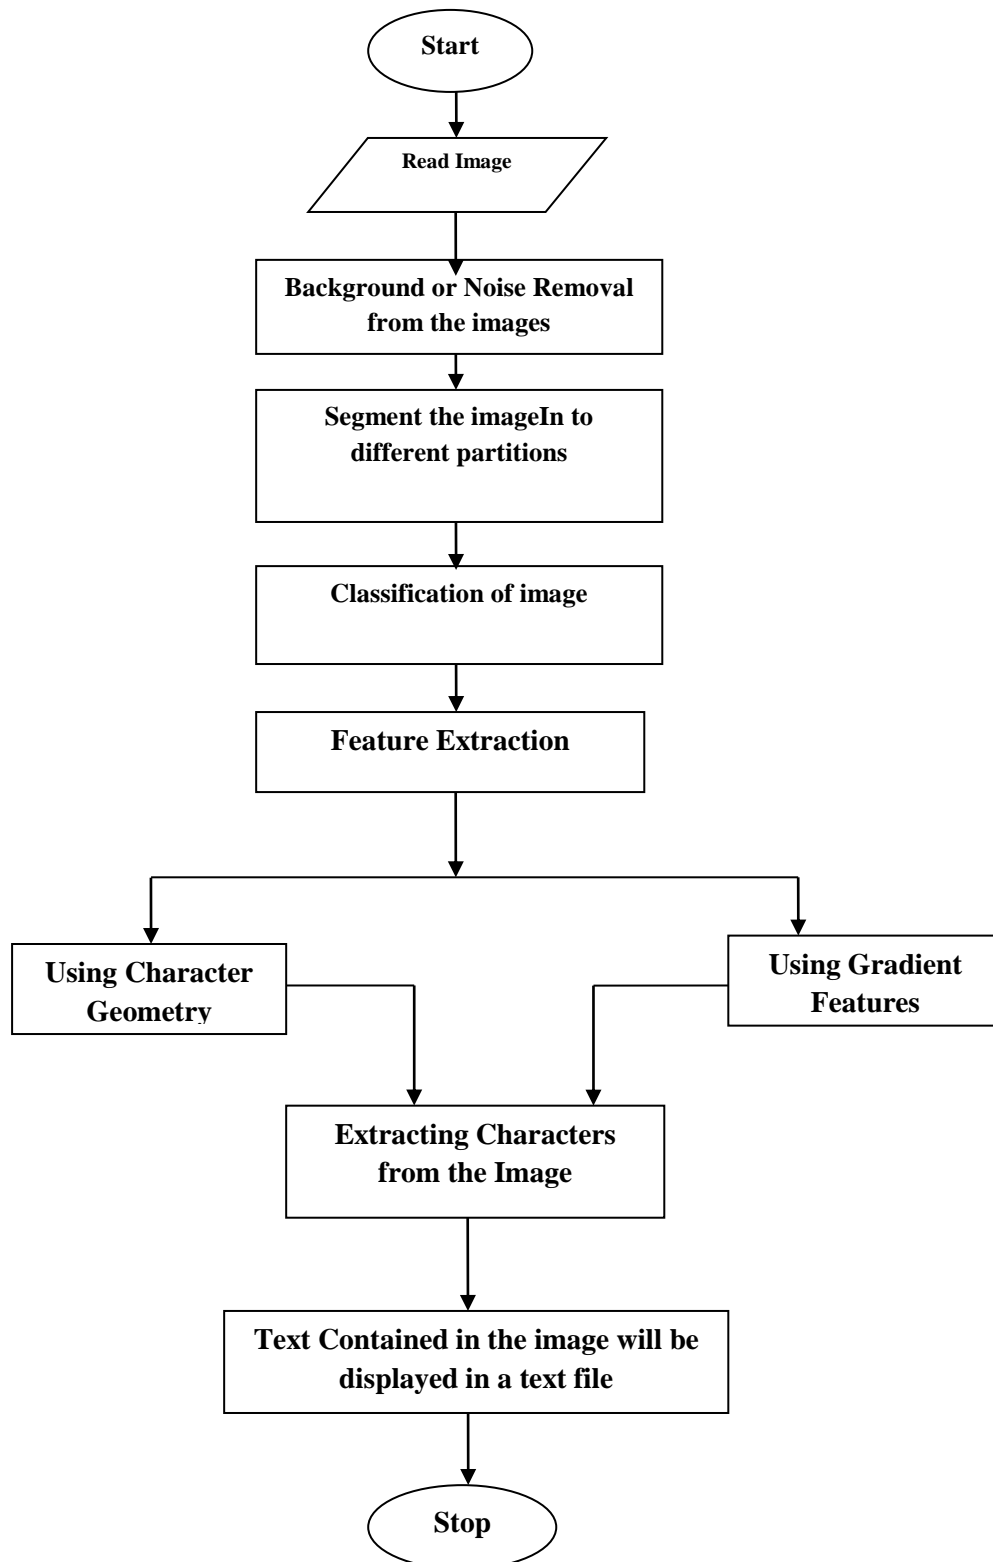 Start
Read Image
Background or Noise Removal
from the images
Segment the imageIn to
different partitions
Classification of image
Feature Extraction
Using Character
Geometry
Using Gradient
Features
Extracting Characters
from the Image
Text Contained in the image will be
displayed in a text file
Stop